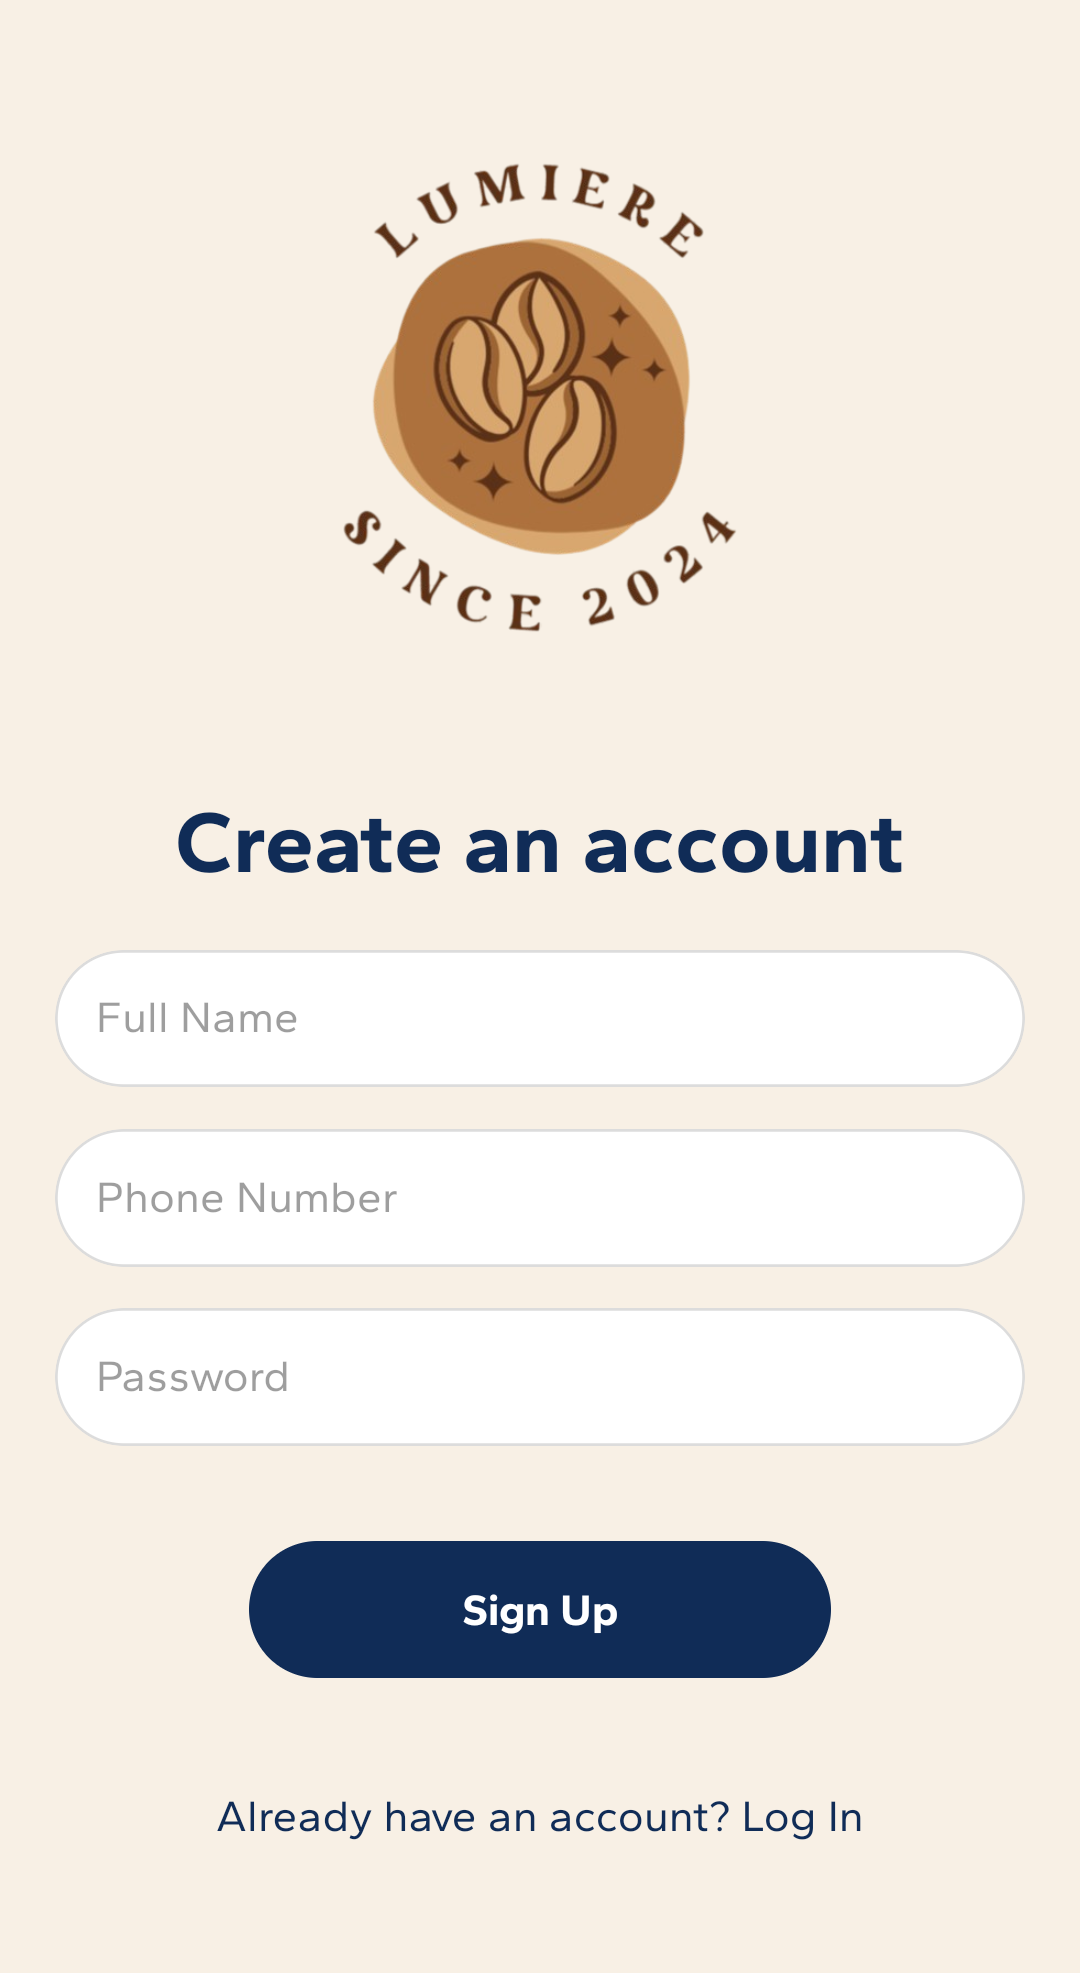 LUMIERE
SINCE 2024
Create an account
Full Name
Phone Number
Password
Sign Up
Already have an account? Log In